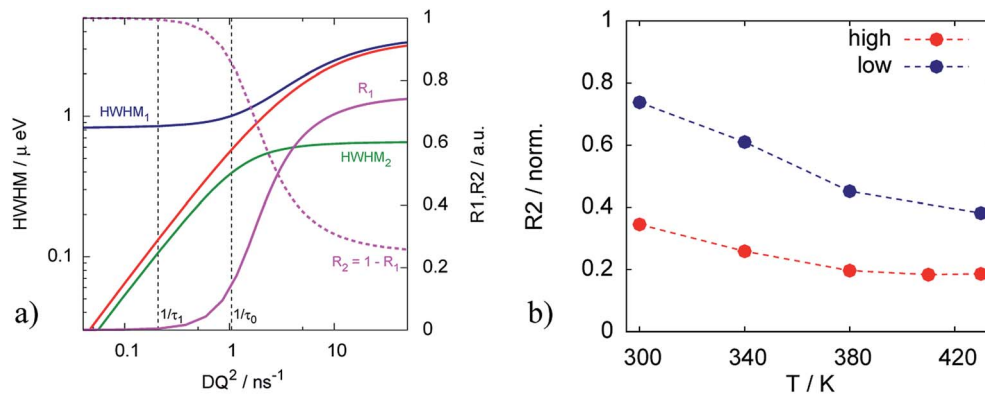 a)
HWHM / μ eV
1
0.1
HWHM₁
R₁
HWHM₂
R₂ = 1 - R₁
1/τ₁
1/τ₀
0.1
1
10
DQ² / ns⁻¹
1
0.8
0.6
0.4
0.2
0
R1,R2 / a.u.
b)
R2 / norm.
1
0.8
0.6
0.4
0.2
0
high
low
300
340
380
420
T / K